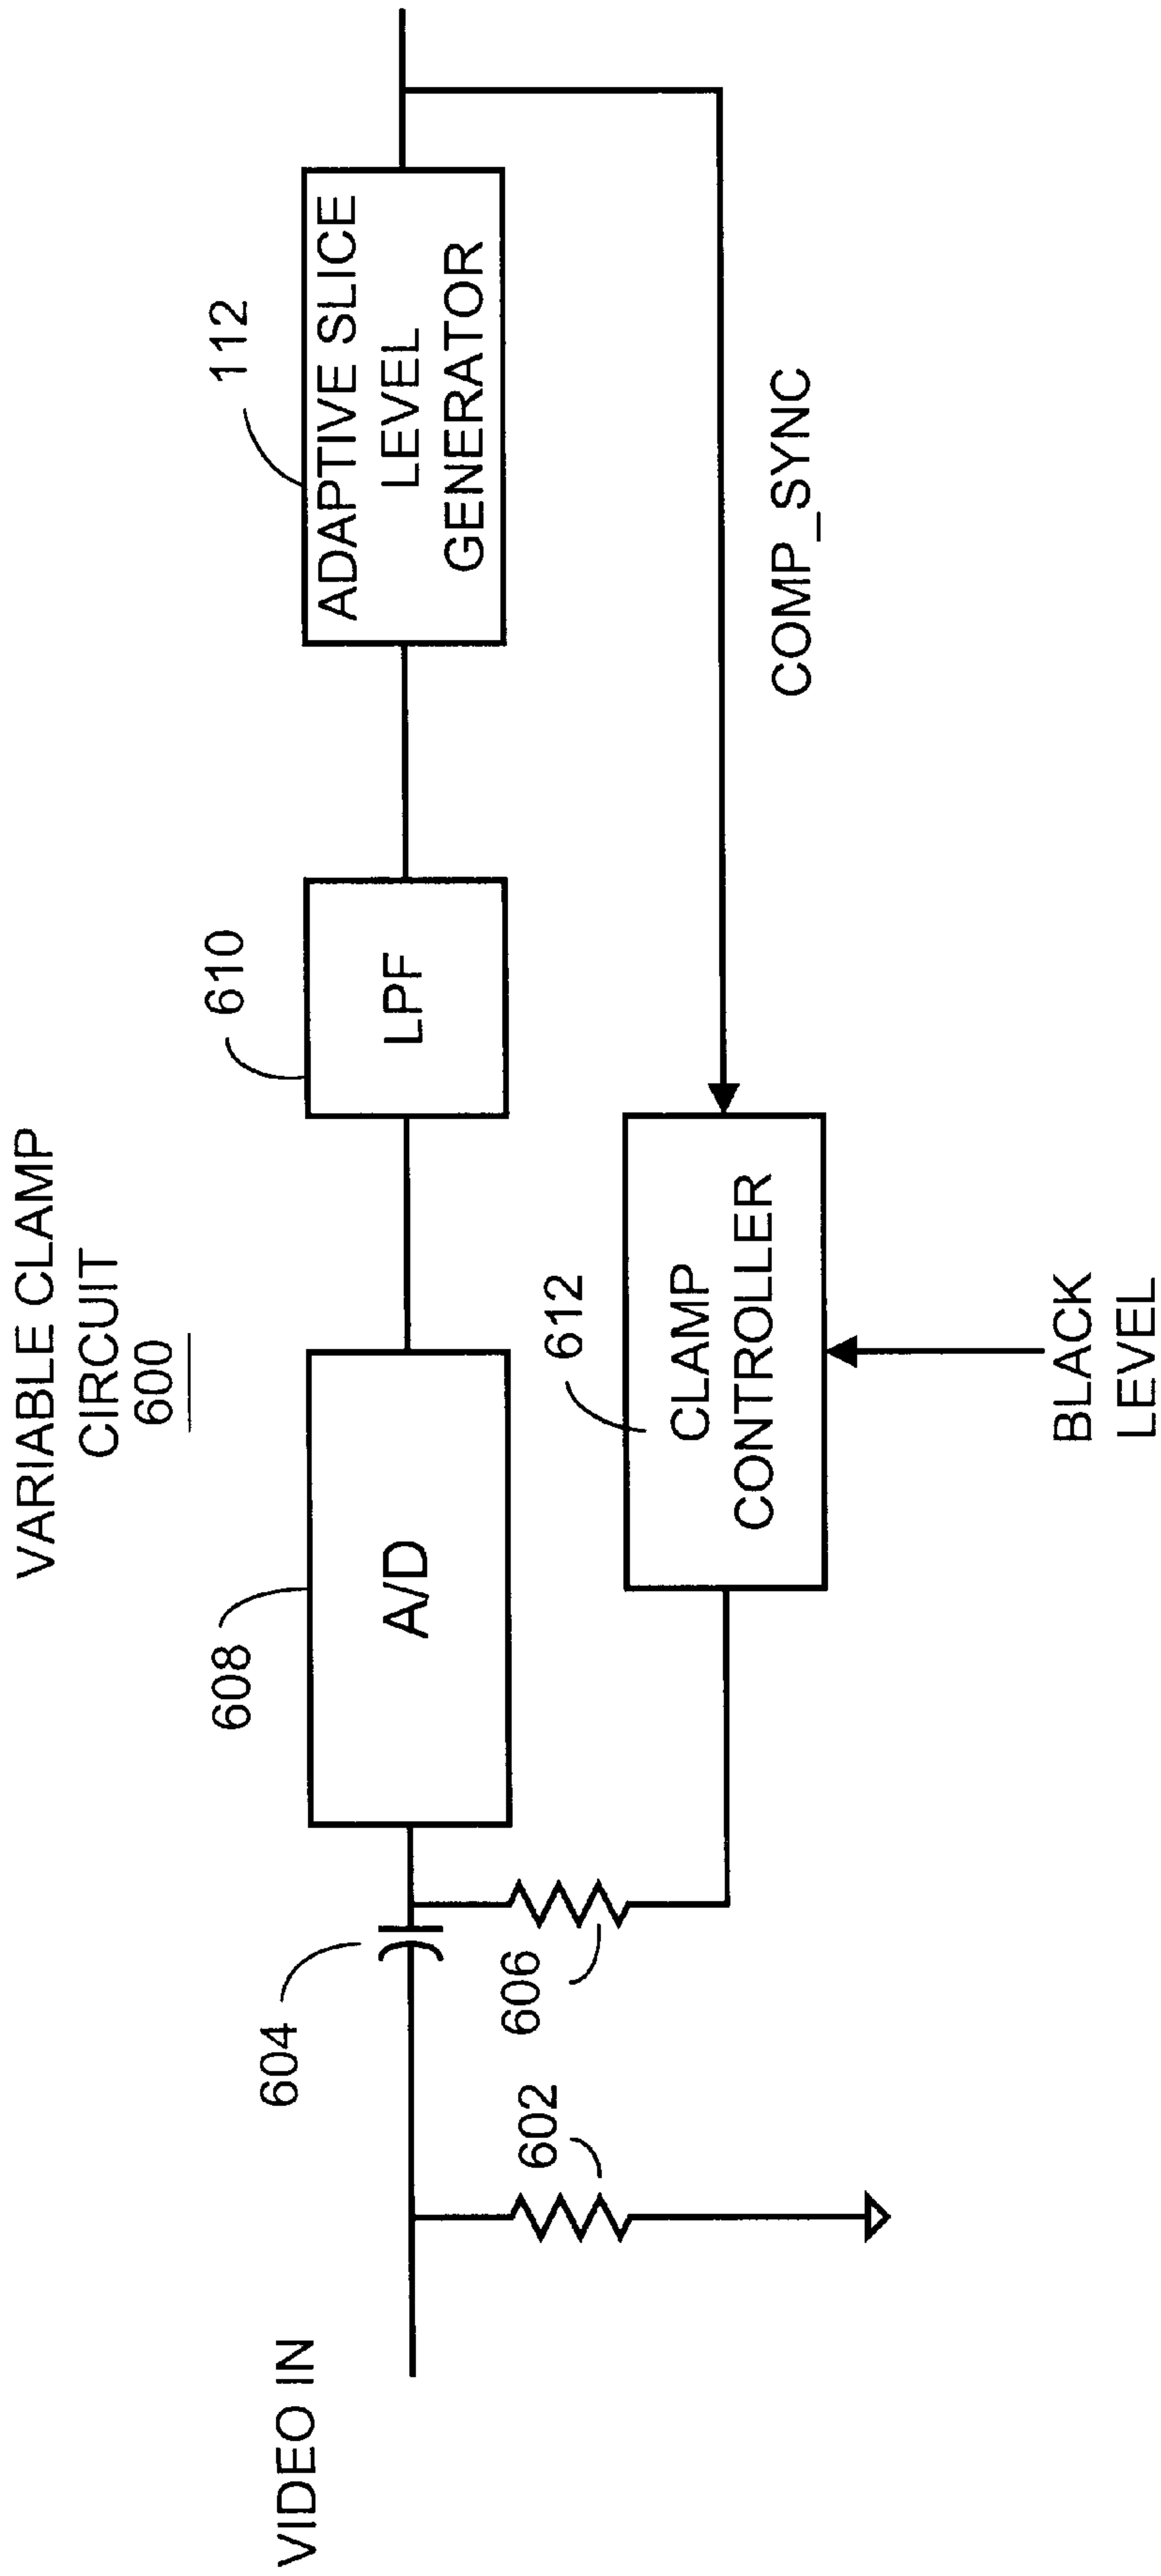 VARIABLE CLAMP
CIRCUIT
600
VIDEO IN
604
608
610
112
A/D
LPF
ADAPTIVE SLICE
LEVEL
GENERATOR
602
606
612
CLAMP
CONTROLLER
COMP_SYNC
BLACK
LEVEL